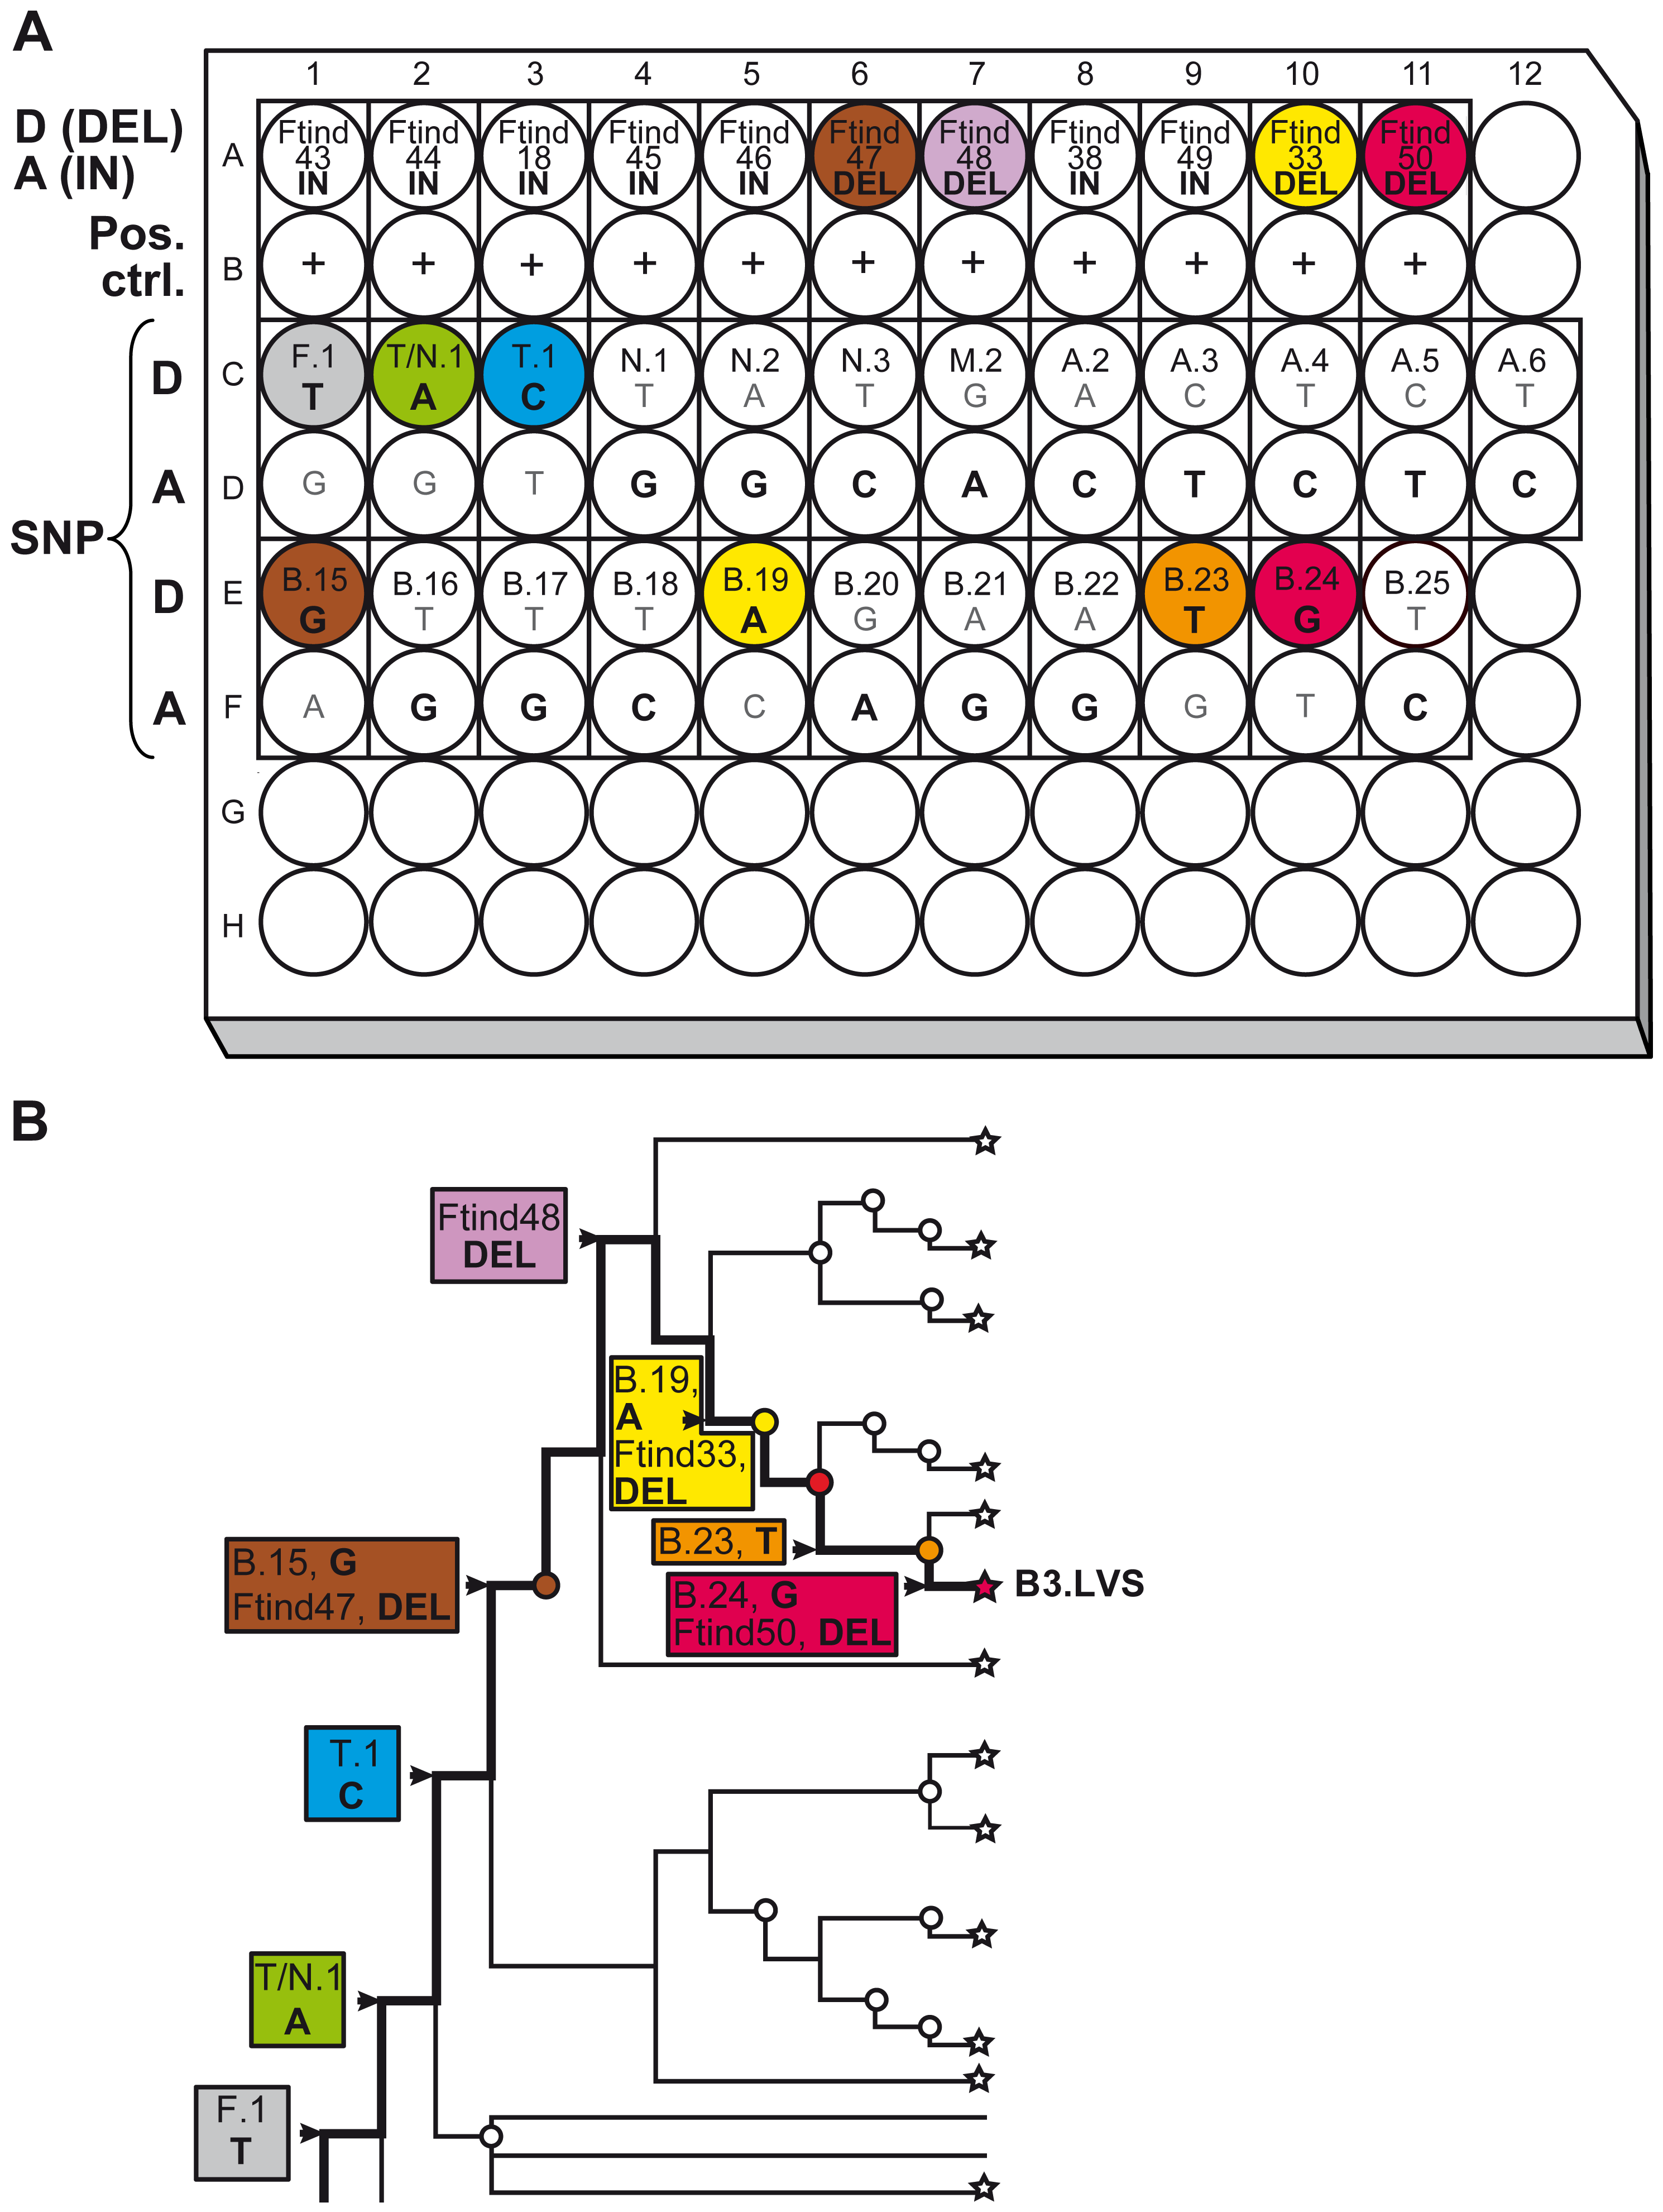 A
1 2 3 4 5 6 7 8 9 10 11 12
D (DEL)
A (IN)
A
Ftind Ftind Ftind Ftind Ftind Ftind Ftind Ftind Ftind Ftind Ftind
43 44 18 45 46 47 48 38 49 33 50
IN IN IN IN IN DEL DEL IN IN DEL DEL
Pos.
ctrl.
B + + + + + + + + + + +
SNP
D
C
F.1 T/N.1 T.1 N.1 N.2 N.3 M.2 A.2 A.3 A.4 A.5 A.6
T A C T A T G A C T C T
A
D G G T G G C A C T C T C
D
E
B.15 B.16 B.17 B.18 B.19 B.20 B.21 B.22 B.23 B.24 B.25
G T T T A G A A T G T
A
F A G G C C A G G G T C
G
H
B
Ftind48
DEL
B.19,
A
Ftind33,
DEL
B.23, T
B.15, G
Ftind47, DEL
B.24, G
Ftind50, DEL
B3.LVS
T.1
C
T/N.1
A
F.1
T